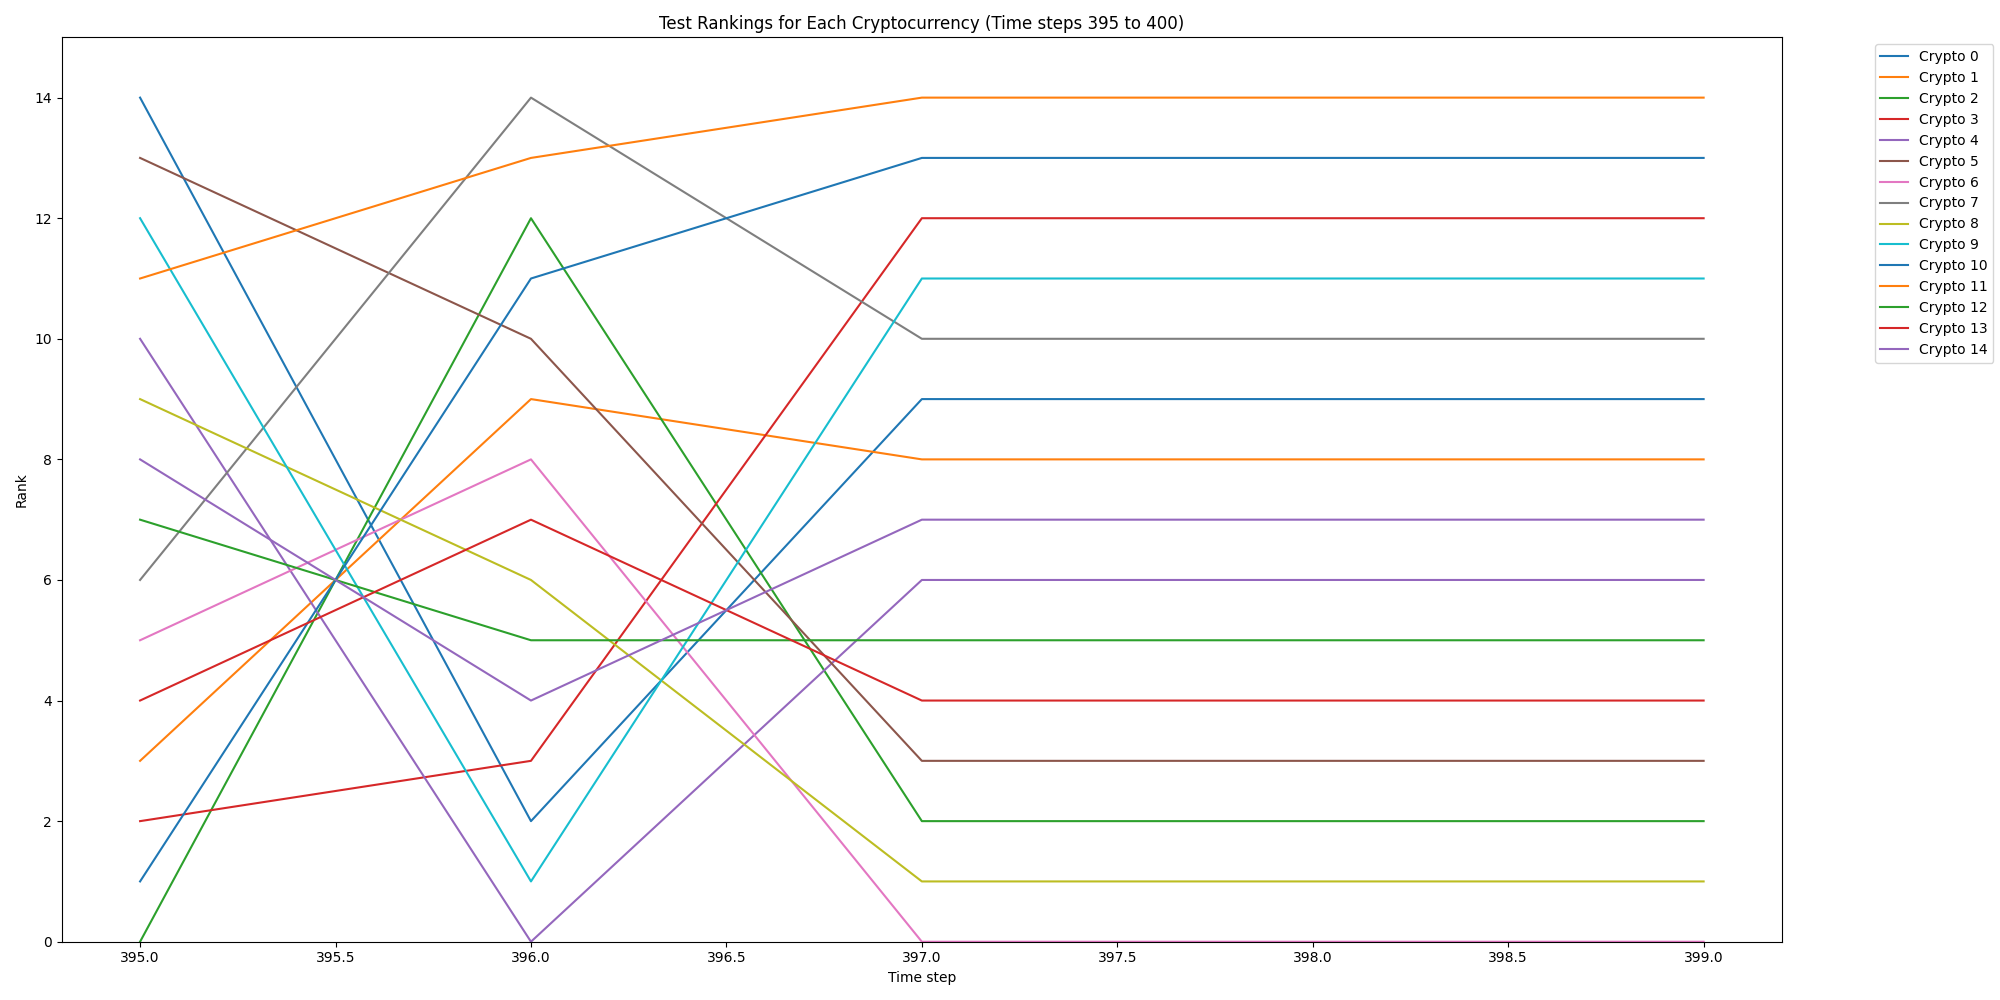 Test Rankings for Each Cryptocurrency (Time steps 395 to 400)
Rank
14
12
10
8
6
4
2
0
395.0
395.5
396.0
396.5
397.0
397.5
398.0
398.5
399.0
Time step
Crypto 0
Crypto 1
Crypto 2
Crypto 3
Crypto 4
Crypto 5
Crypto 6
Crypto 7
Crypto 8
Crypto 9
Crypto 10
Crypto 11
Crypto 12
Crypto 13
Crypto 14